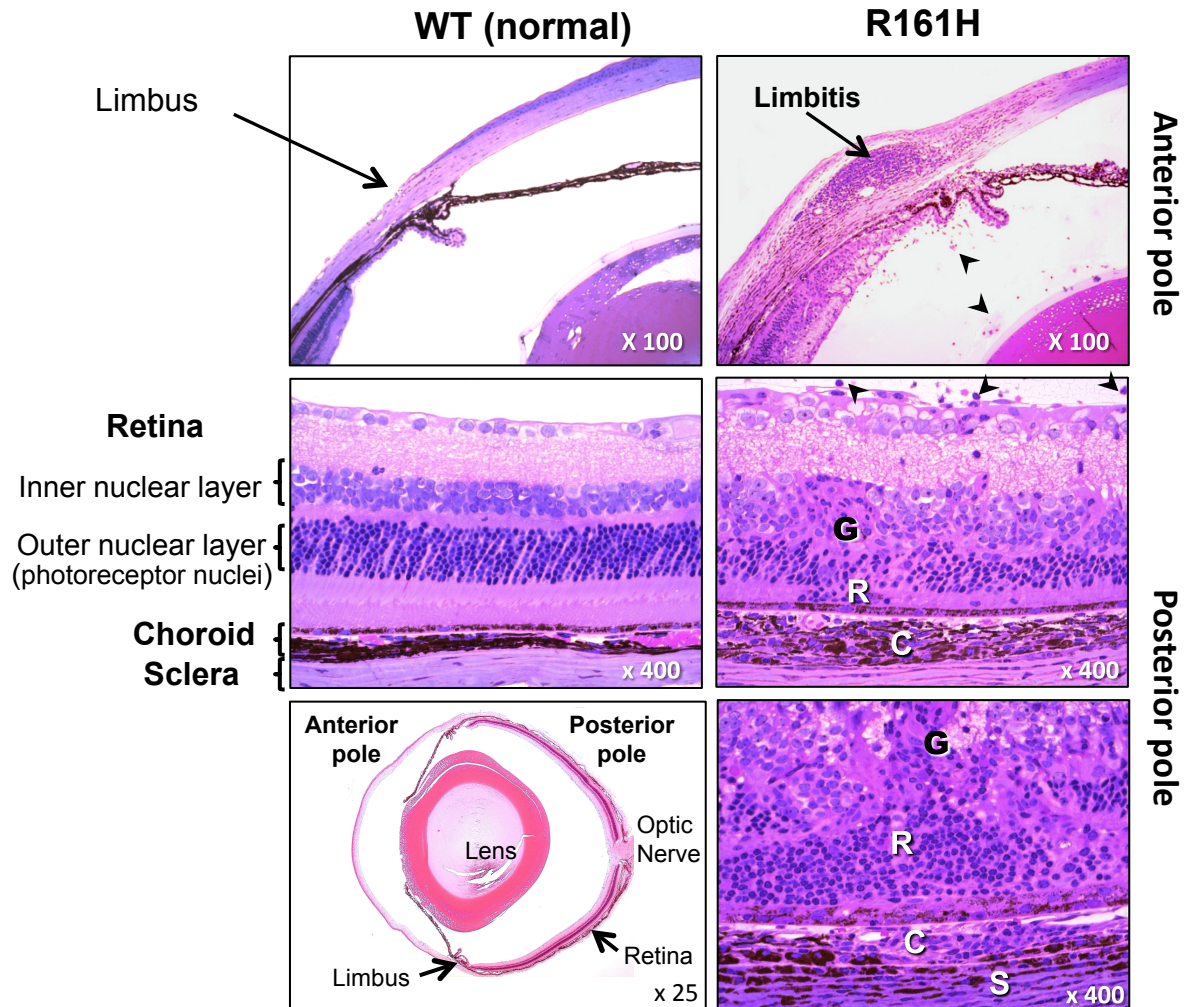 WT (normal)
R161H
Limbus
Limbitis
X 100
X 100
Anterior pole
Retina
Inner nuclear layer
Outer nuclear layer
(photoreceptor nuclei)
Choroid
Sclera
x 400
G
R
C
x 400
Posterior pole
Anterior
pole
Posterior
pole
Lens
Optic
Nerve
Retina
Limbus
x 25
G
R
C
S
x 400